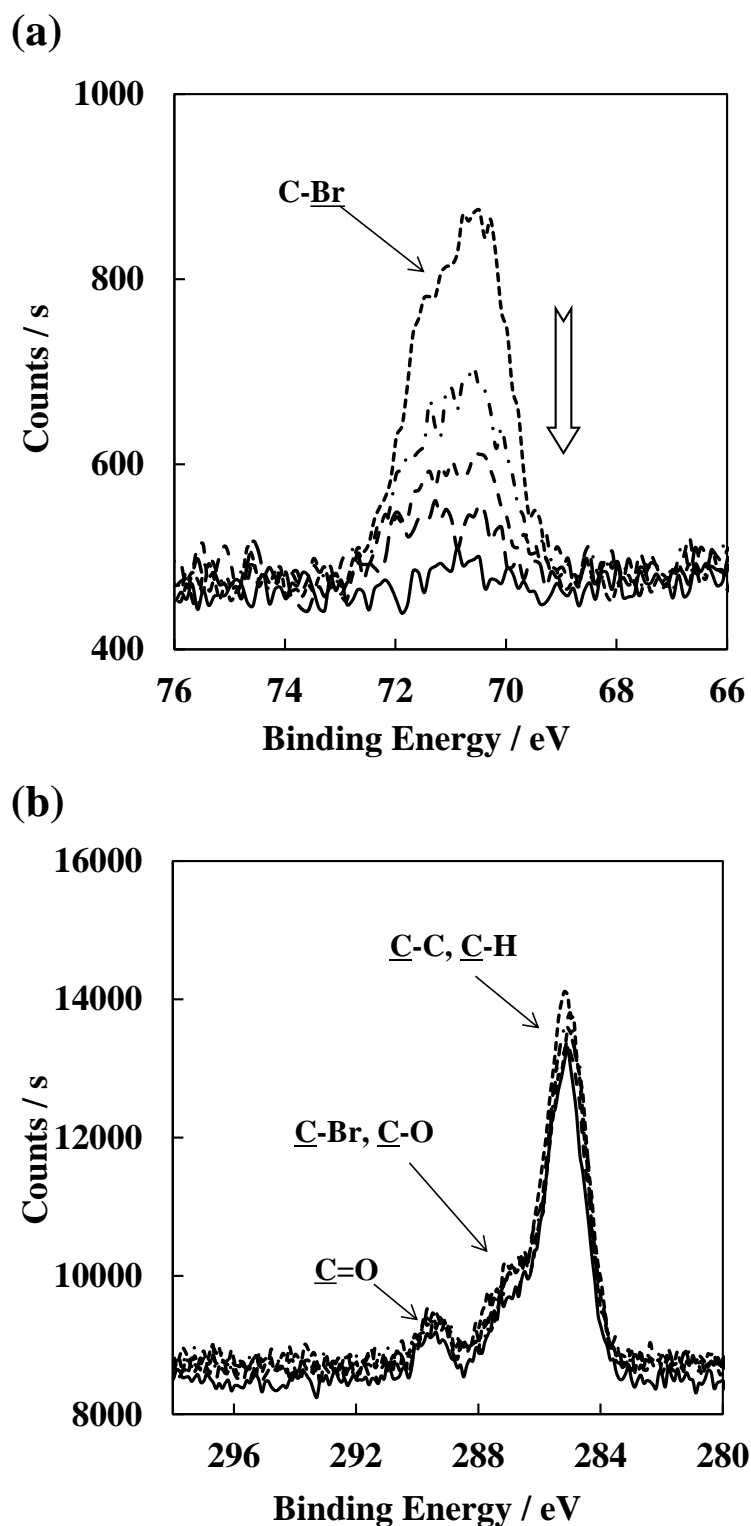 (a)
1000
800
600
400
Counts / s
C-Br
76 74 72 70 68 66
Binding Energy / eV
(b)
16000
14000
12000
10000
8000
Counts / s
C-C, C-H
C-Br, C-O
C=O
296 292 288 284 280
Binding Energy / eV